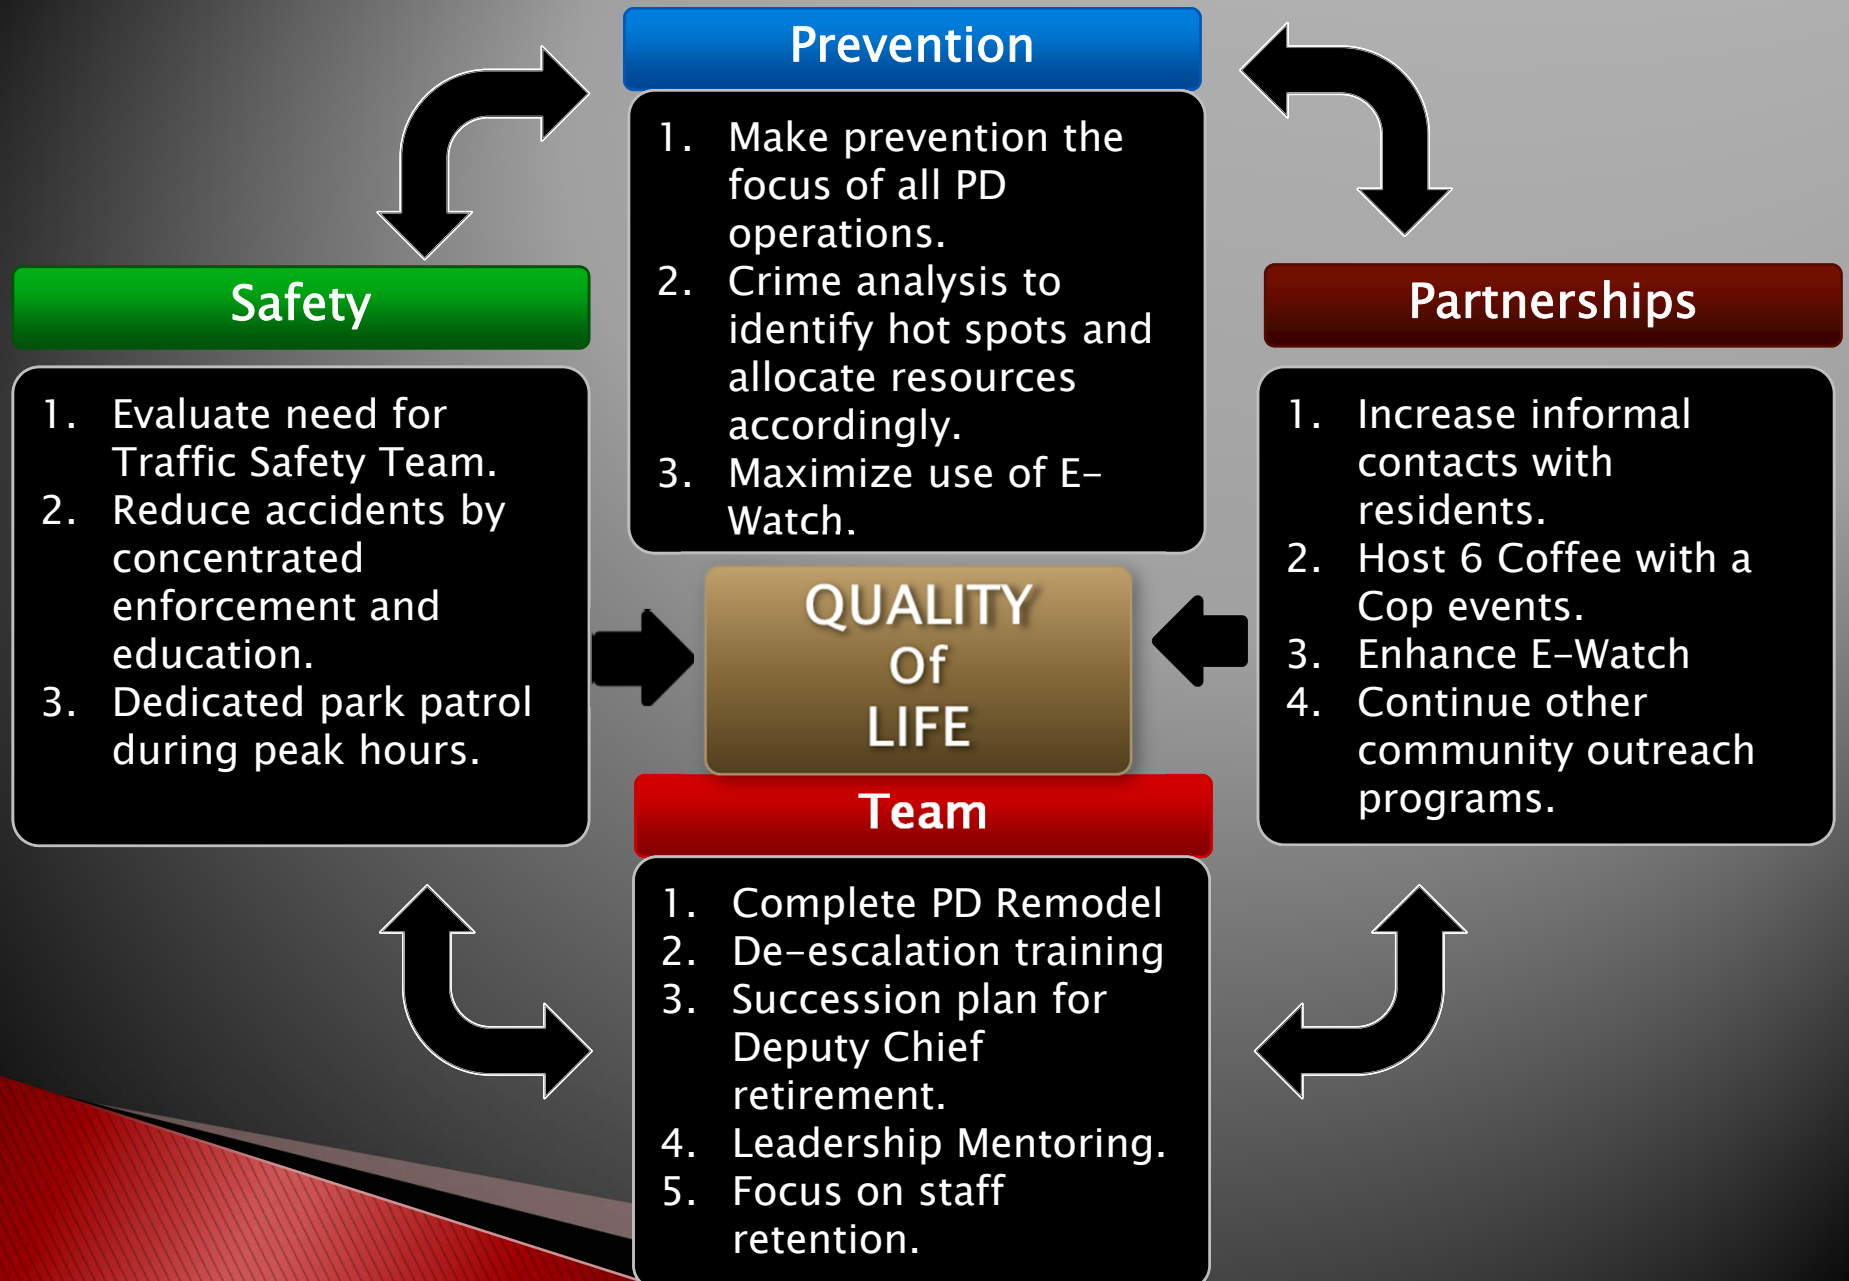 Prevention
1. Make prevention the
focus of all PD
operations.
2. Crime analysis to
identify hot spots and
allocate resources
accordingly.
3. Maximize use of E-
Watch.
Safety
1. Evaluate need for
Traffic Safety Team.
2. Reduce accidents by
concentrated
enforcement and
education.
3. Dedicated park patrol
during peak hours.
QUALITY
Of
LIFE
Partnerships
1. Increase informal
contacts with
residents.
2. Host 6 Coffee with a
Cop events.
3. Enhance E-Watch
4. Continue other
community outreach
programs.
Team
1. Complete PD Remodel
2. De-escalation training
3. Succession plan for
Deputy Chief
retirement.
4. Leadership Mentoring.
5. Focus on staff
retention.